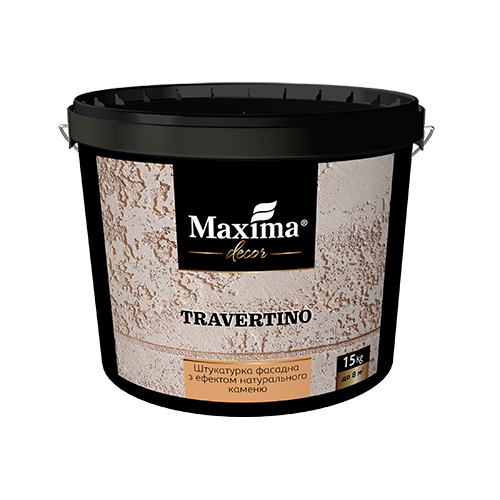 Maxima®
decor
TRAVERTINO
15kg
до 8 м²
Штукатурка фасадна
з ефектом натурального
каменю